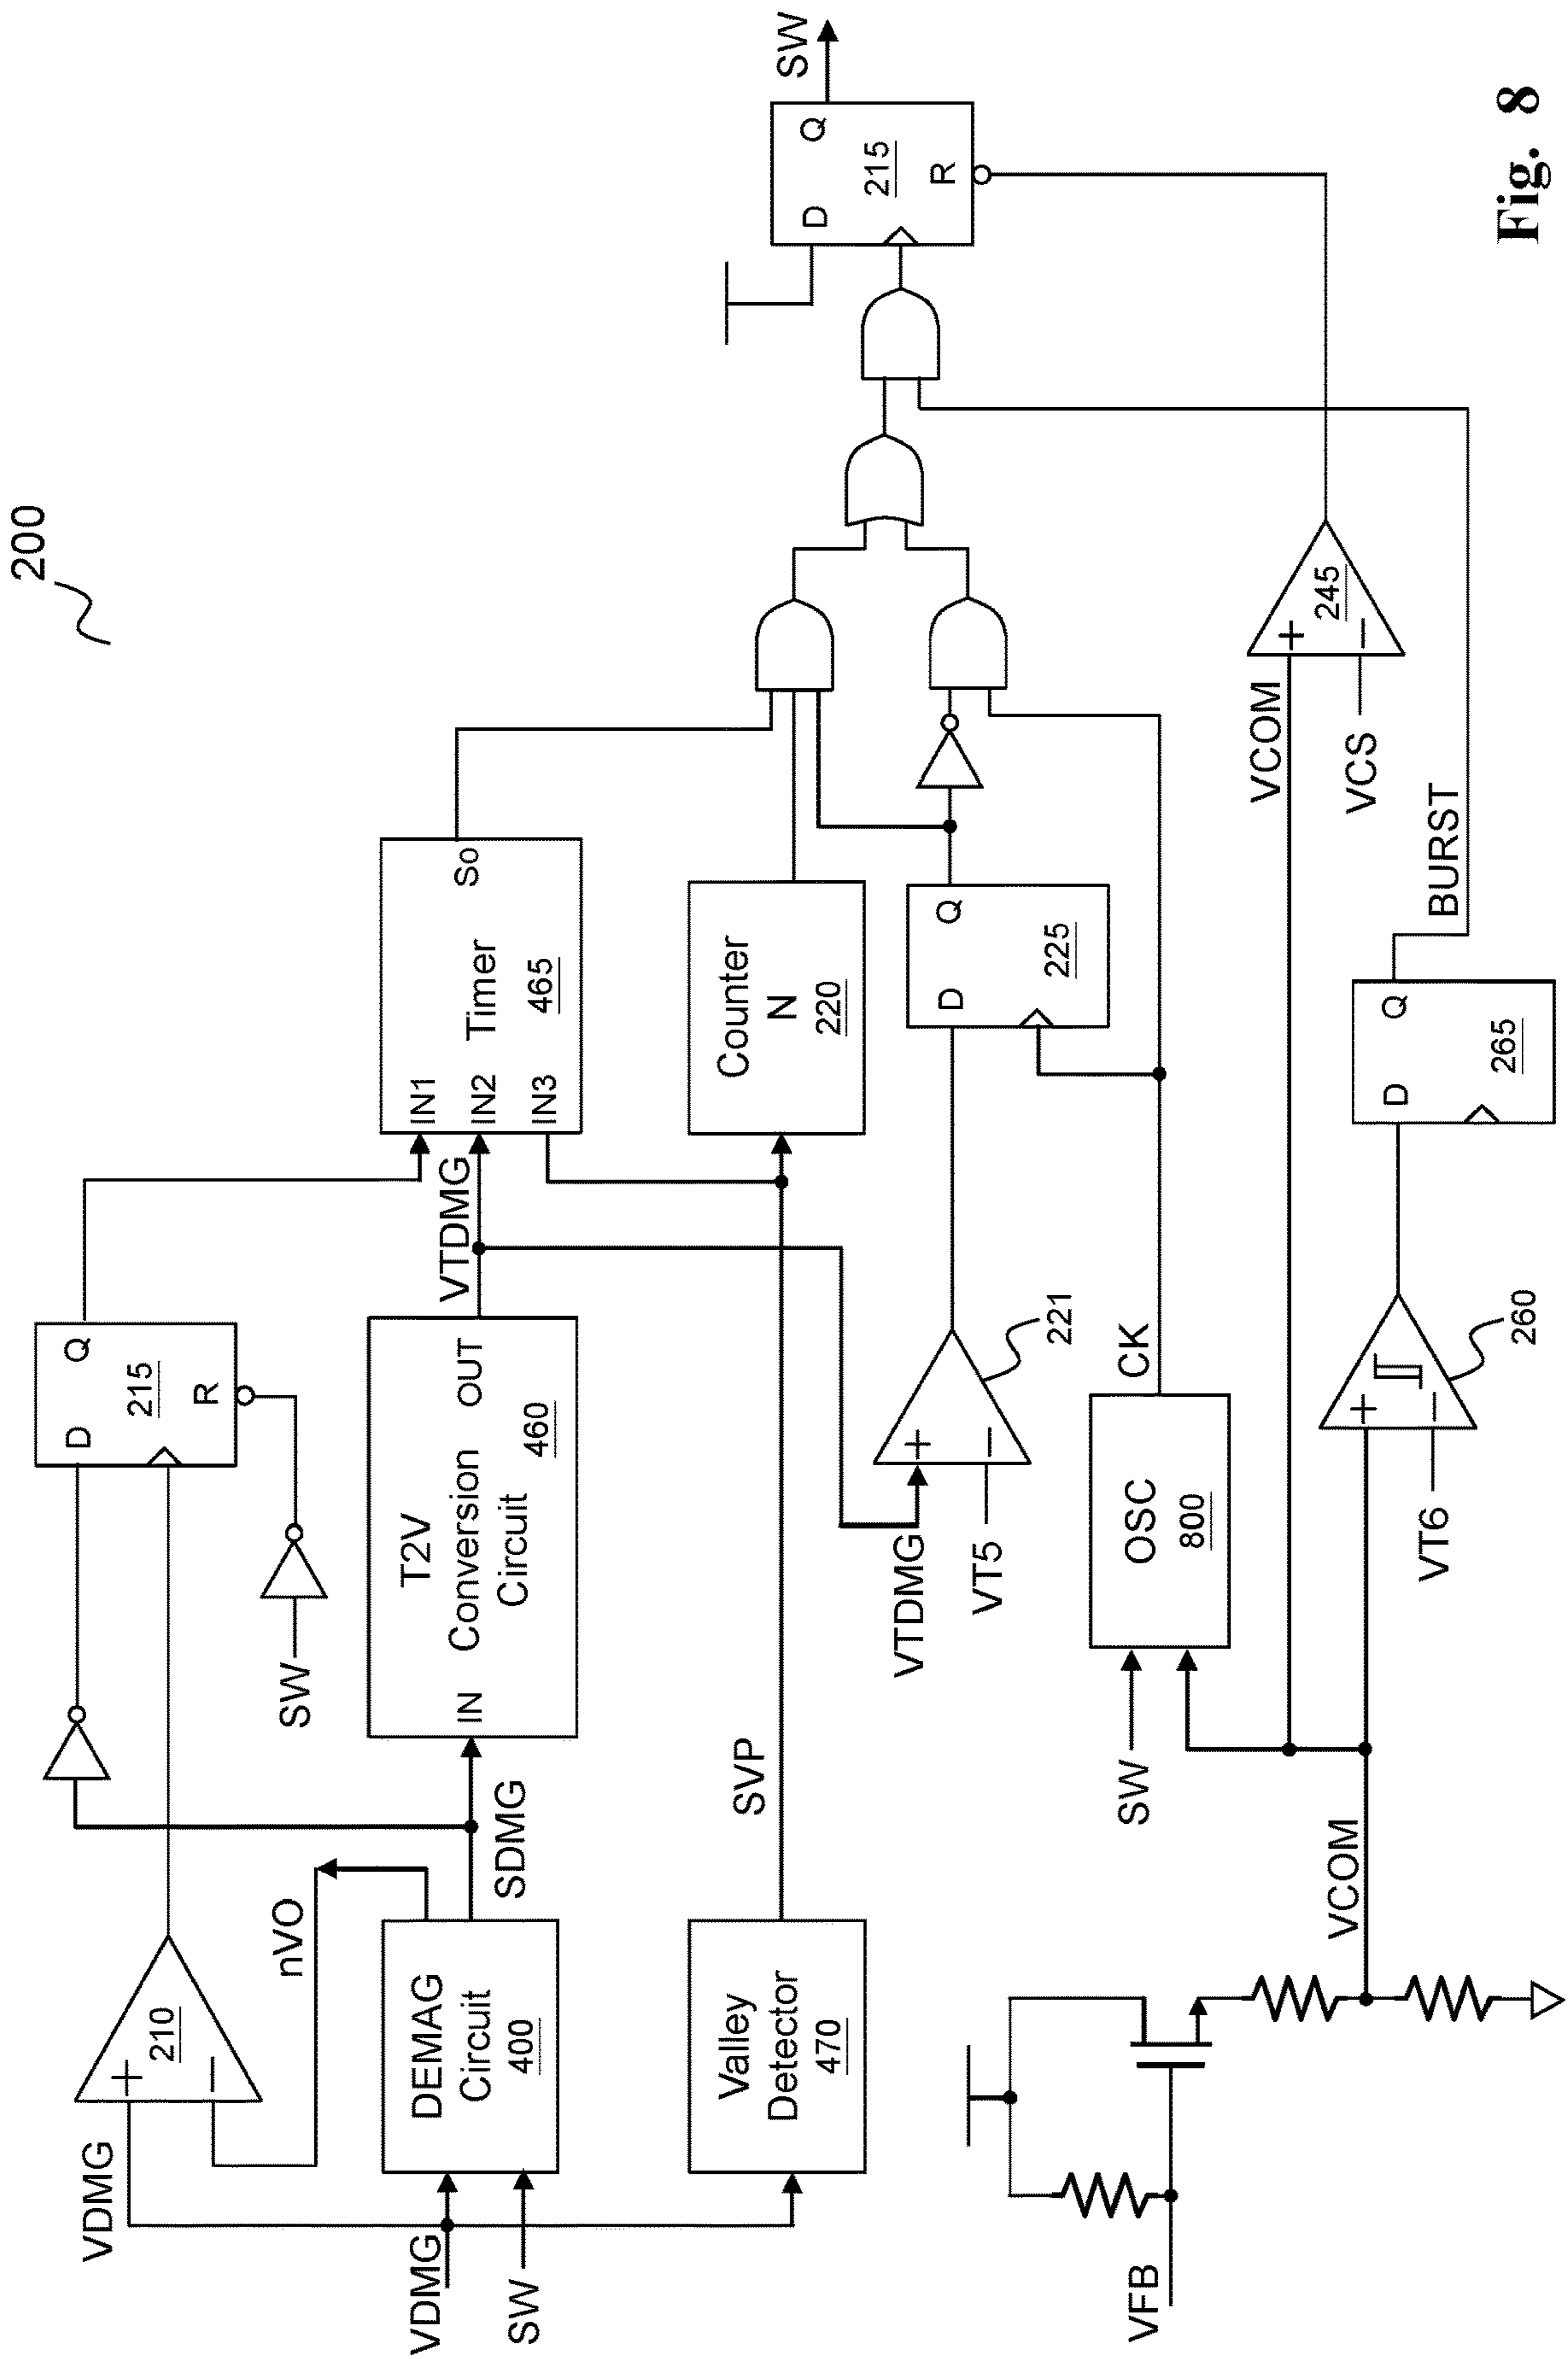 200
VDMG
+
−
210
nVO
D
Q
215
R
SW
VDMG
SW
DEMAG
Circuit
400
SDMG
IN
T2V
Conversion
Circuit
OUT
460
VTDMG
IN1
IN2
IN3
Timer
465
So
Valley
Detector
470
SVP
Counter
N
220
VTDMG
VT5
+
−
221
D
Q
225
SW
OSC
800
CK
VFB
VCOM
VCOM
VCS
+
−
245
VT6
+
−
260
D
Q
265
BURST
D
Q
215
R
SW
Fig. 8